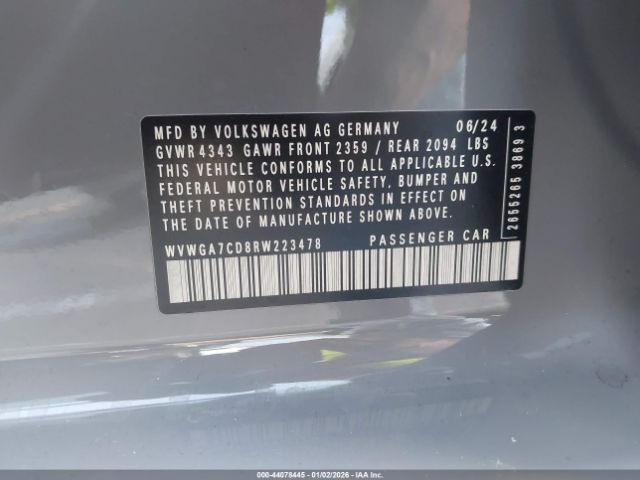 MFD BY VOLKSWAGEN AG GERMANY 06/24
GVWR 4343 GAWR FRONT 2359 / REAR 2094 LBS
THIS VEHICLE CONFORMS TO ALL APPLICABLE U.S.
FEDERAL MOTOR VEHICLE SAFETY, BUMPER AND
THEFT PREVENTION STANDARDS IN EFFECT ON
THE DATE OF MANUFACTURE SHOWN ABOVE.
WVWGA7CD8RW223478 PASSENGER CAR
2655265 3869 3
000-44078445 - 01/02/2026 - IAA, Inc.